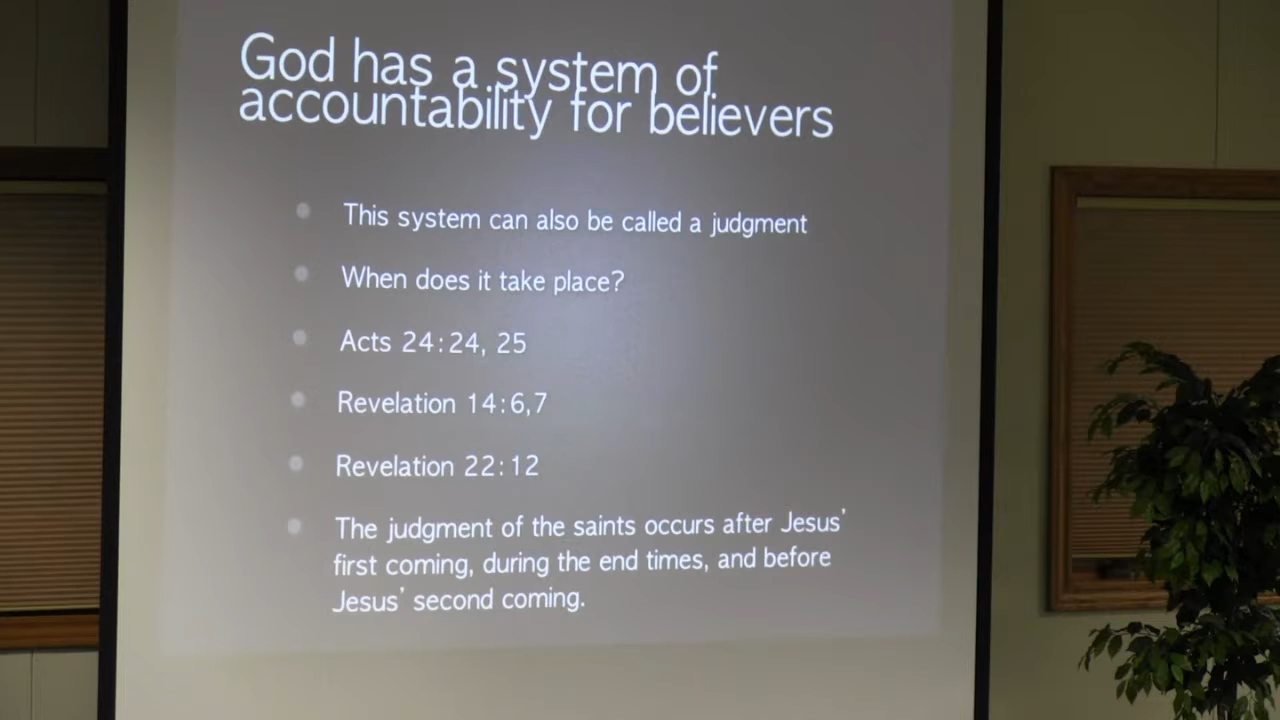 God has a system of
accountability for believers
This system can also be called a judgment
When does it take place?
Acts 24:24, 25
Revelation 14:6,7
Revelation 22:12
The judgment of the saints occurs after Jesus'
first coming, during the end times, and before
Jesus' second coming.